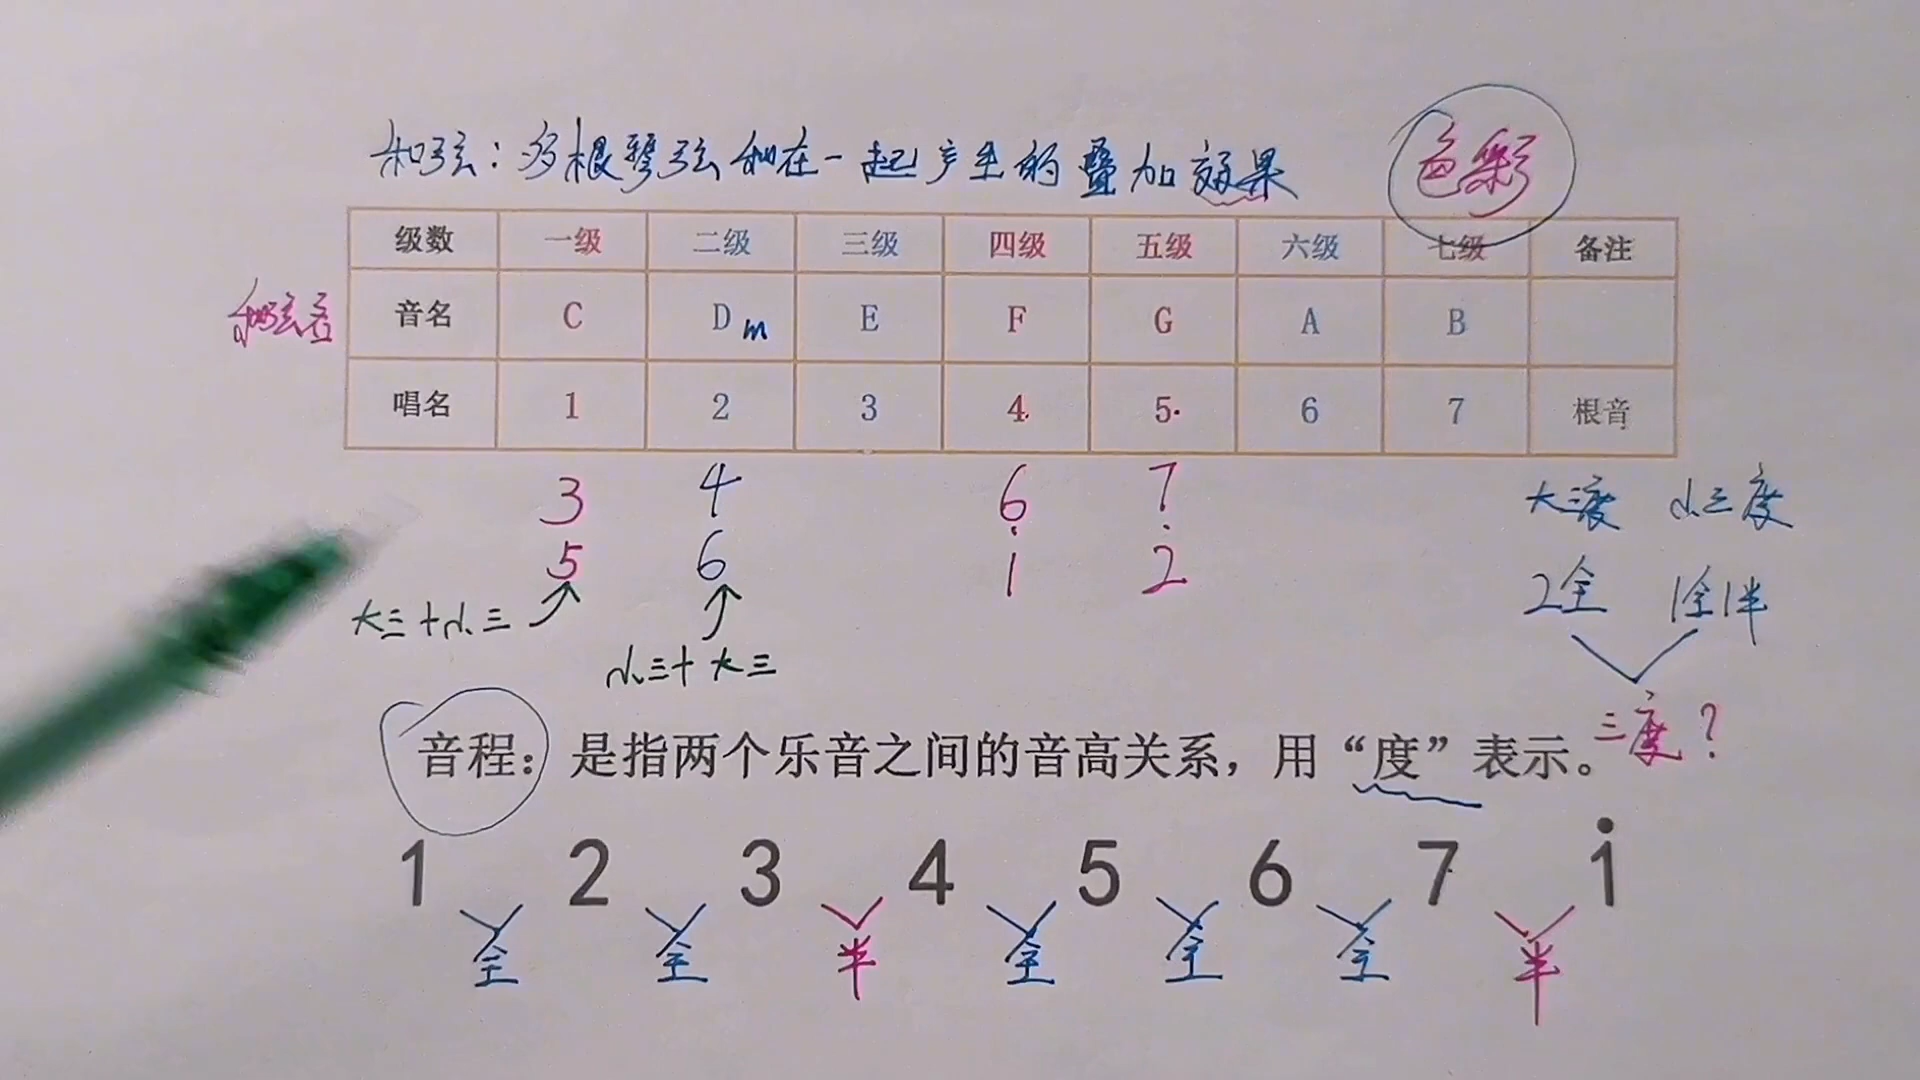 和弦：多根琴弦和在一起产生的叠加效果 色彩
级数 一级 二级 三级 四级 五级 六级 七级 备注
和弦名 音名 C Dm E F G A B
唱名 1 2 3 4 5 6 7 根音
3 4 6 7 大三度 小三度
5 6 1 2 2全 1全1半
大三+小三
小三+大三
音程：是指两个乐音之间的音高关系，用“度”表示。 三度？
1 2 3 4 5 6 7 i
全 全 半 全 全 全 半